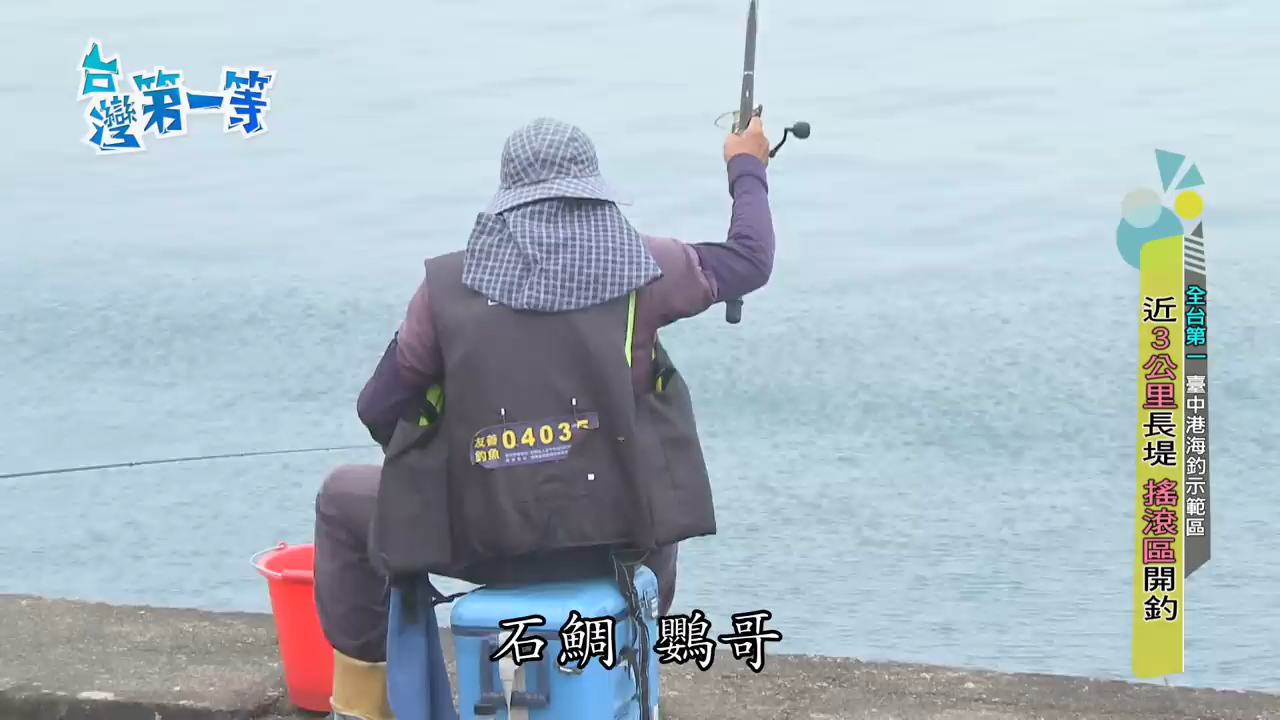 台灣第一等
全台第一 臺中港海釣示範區
近3公里長堤 搖滾區開釣
友善
釣魚
0403
石鯛 鸚哥